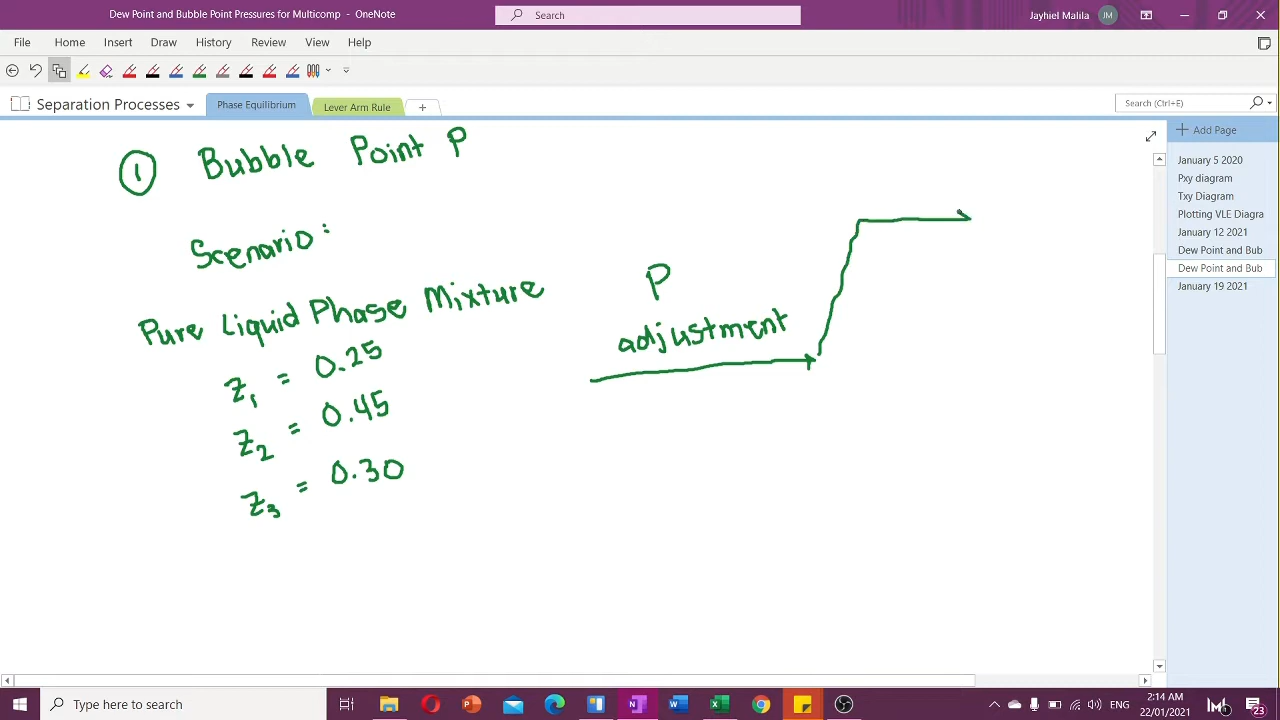 Dew Point and Bubble Point Pressures for Multicomp - OneNote
Search
Jayhiel Malila
JM
File Home Insert Draw History Review View Help
Separation Processes
Phase Equilibrium
Lever Arm Rule
+
Search (Ctrl+E)
+ Add Page
January 5 2020
Pxy diagram
Txy Diagram
Plotting VLE Diagra
January 12 2021
Dew Point and Bub
Dew Point and Bub
January 19 2021
1 Bubble Point P
Scenario:
Pure Liquid Phase Mixture
z₁ = 0.25
z₂ = 0.45
z₃ = 0.30
P
adjustment
Type here to search
ENG
2:14 AM
22/01/2021
23